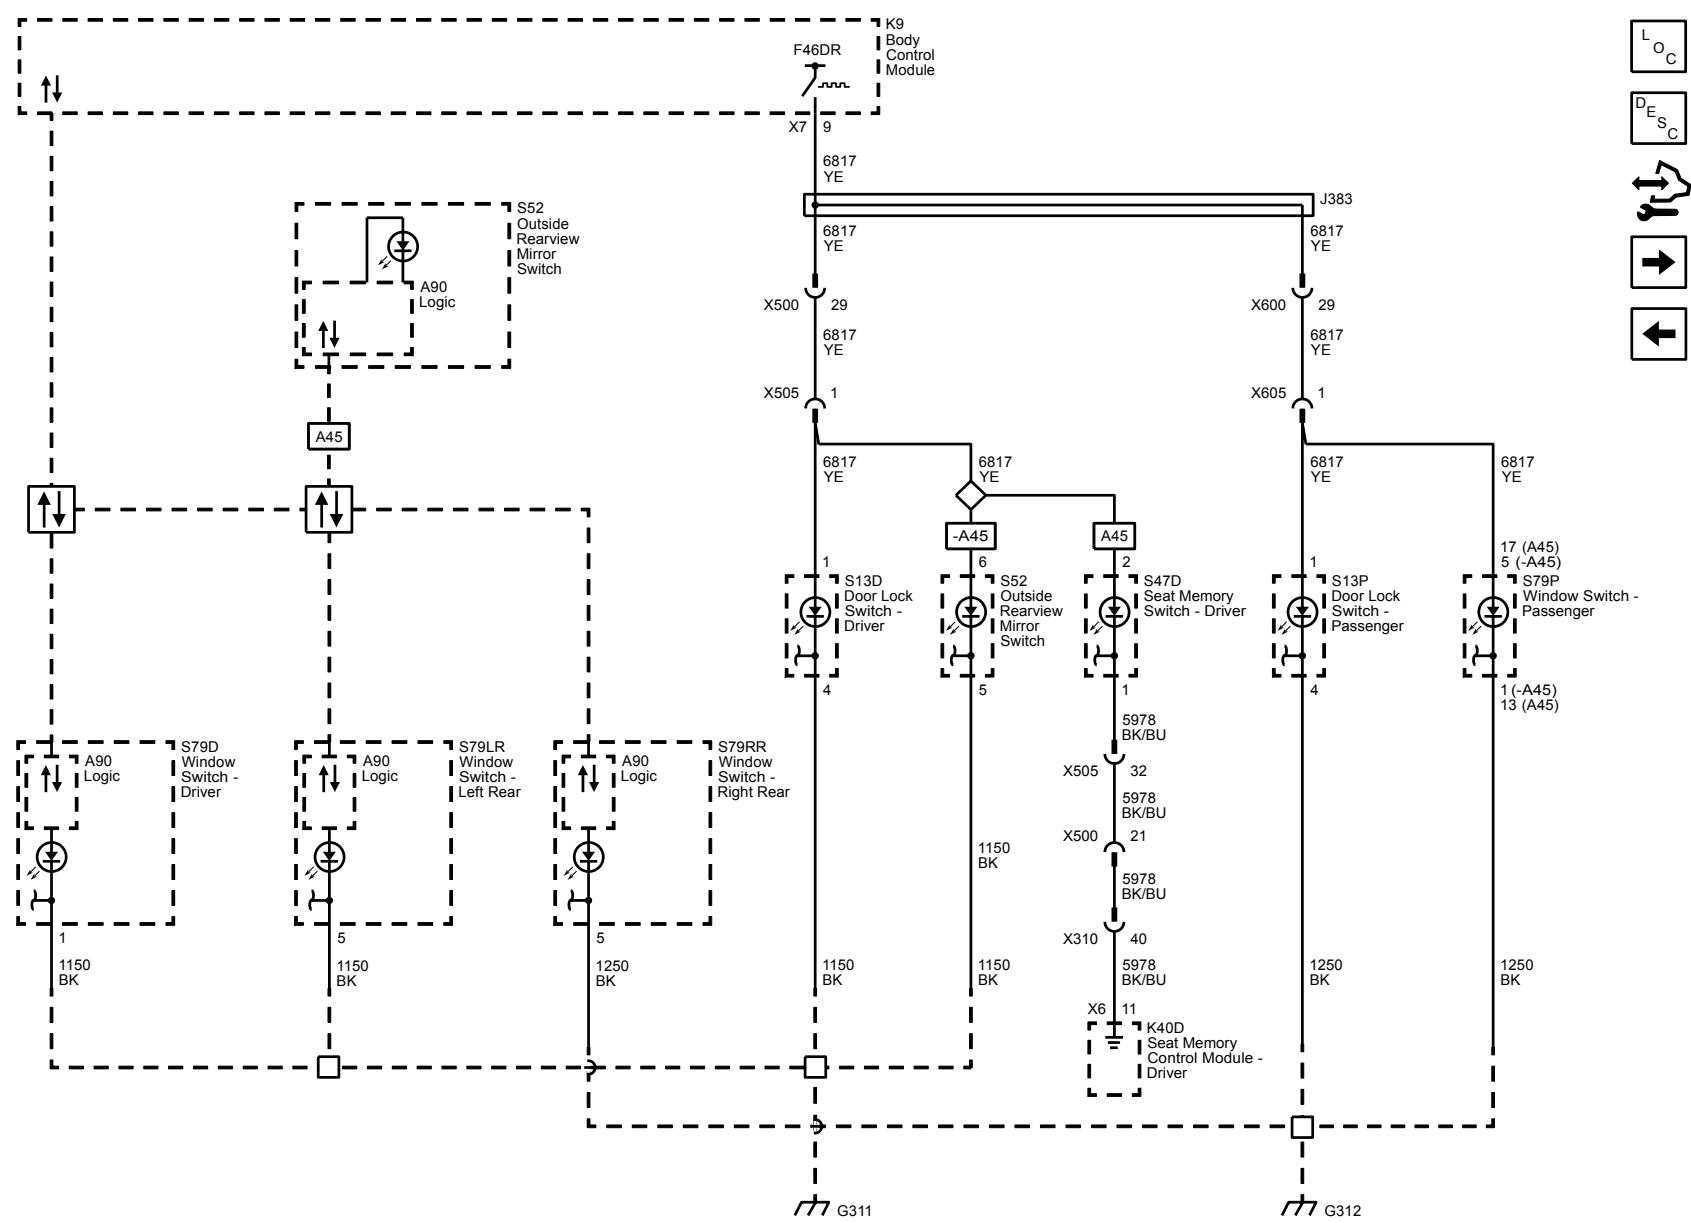 K9
Body
Control
Module
F46DR
X7 9
6817
YE
J383
6817
YE
6817
YE
X500 29
X600 29
6817
YE
6817
YE
X505 1
X605 1
6817
YE
6817
YE
6817
YE
6817
YE
S52
Outside
Rearview
Mirror
Switch
A90
Logic
A45
-A45
A45
17 (A45)
5 (-A45)
1
6
2
1
S13D
Door Lock
Switch -
Driver
S52
Outside
Rearview
Mirror
Switch
S47D
Seat Memory
Switch - Driver
S13P
Door Lock
Switch -
Passenger
S79P
Window Switch -
Passenger
4
5
1
4
1 (-A45)
13 (A45)
5978
BK/BU
X505 32
5978
BK/BU
X500 21
5978
BK/BU
X310 40
5978
BK/BU
X6 11
K40D
Seat Memory
Control Module -
Driver
S79D
Window
Switch -
Driver
A90
Logic
S79LR
Window
Switch -
Left Rear
A90
Logic
S79RR
Window
Switch -
Right Rear
A90
Logic
1
5
5
1150
BK
1150
BK
1250
BK
1150
BK
1150
BK
1150
BK
1250
BK
1250
BK
G311
G312
LOC
DESC